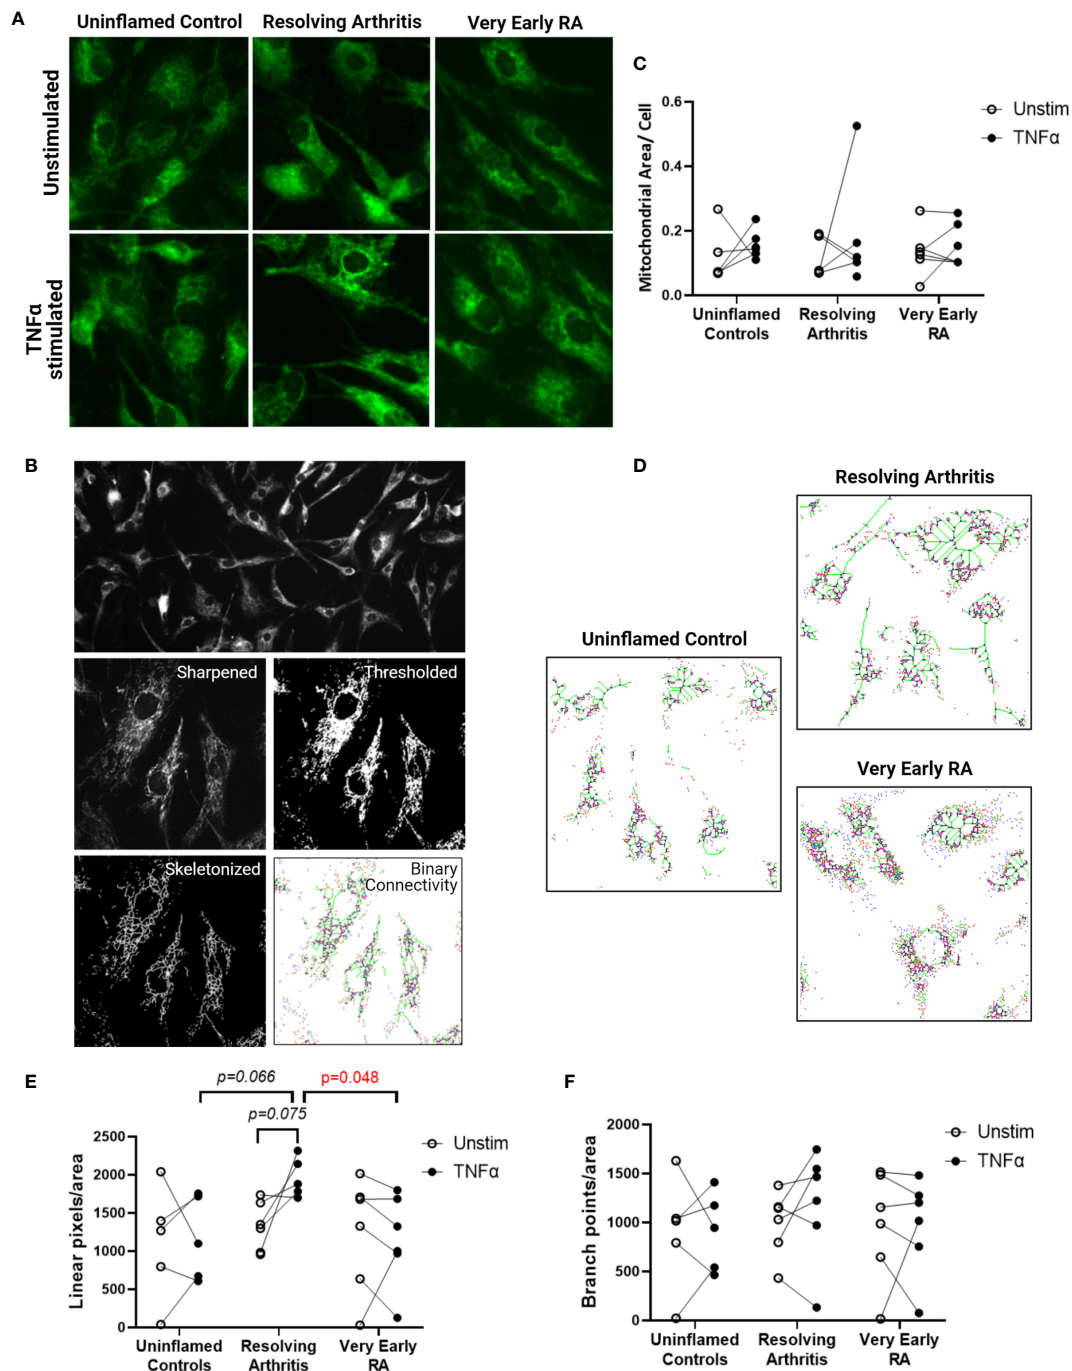 A
Uninflamed Control
Resolving Arthritis
Very Early RA
Unstimulated
TNFα
stimulated
C
Mitochondrial Area/ Cell
0.6
0.4
0.2
0.0
Uninflamed
Controls
Resolving
Arthritis
Very Early
RA
Unstim
TNFα
B
Sharpened
Thresholded
Skeletonized
Binary
Connectivity
D
Resolving Arthritis
Uninflamed Control
Very Early RA
E
p=0.066
p=0.048
p=0.075
Linear pixels/area
2500
2000
1500
1000
500
0
Uninflamed
Controls
Resolving
Arthritis
Very Early
RA
Unstim
TNFα
F
Branch points/area
2000
1500
1000
500
0
Uninflamed
Controls
Resolving
Arthritis
Very Early
RA
Unstim
TNFα